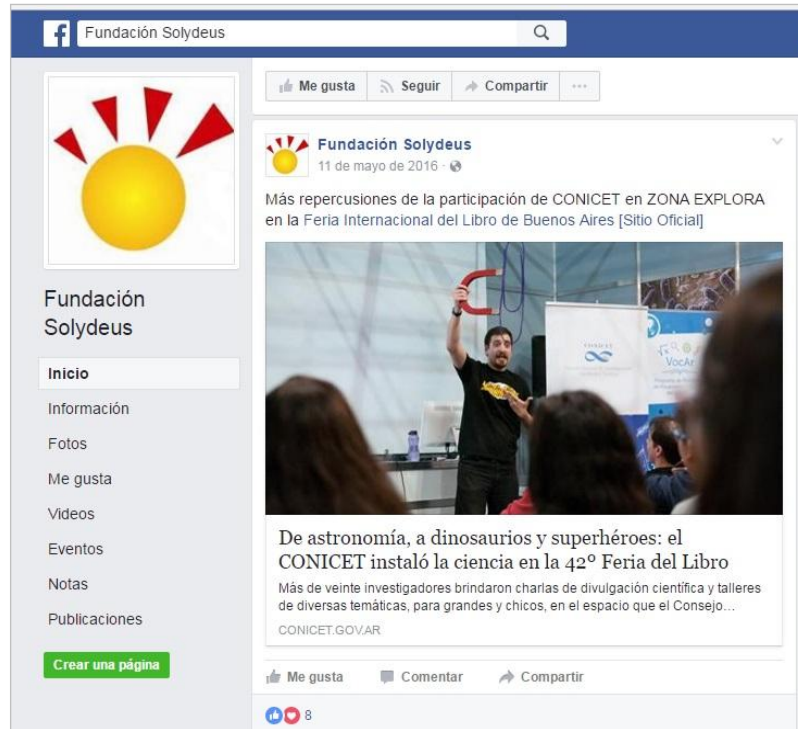 Fundación Solydeus
Me gusta
Seguir
Compartir
Fundación Solydeus
11 de mayo de 2016 ·
Más repercusiones de la participación de CONICET en ZONA EXPLORA
en la Feria Internacional del Libro de Buenos Aires [Sitio Oficial]
CONICET
VocAr
De astronomía, a dinosaurios y superhéroes: el
CONICET instaló la ciencia en la 42º Feria del Libro
Más de veinte investigadores brindaron charlas de divulgación científica y talleres
de diversas temáticas, para grandes y chicos, en el espacio que el Consejo…
CONICET.GOV.AR
Me gusta
Comentar
Compartir
8
Fundación
Solydeus
Inicio
Información
Fotos
Me gusta
Videos
Eventos
Notas
Publicaciones
Crear una página